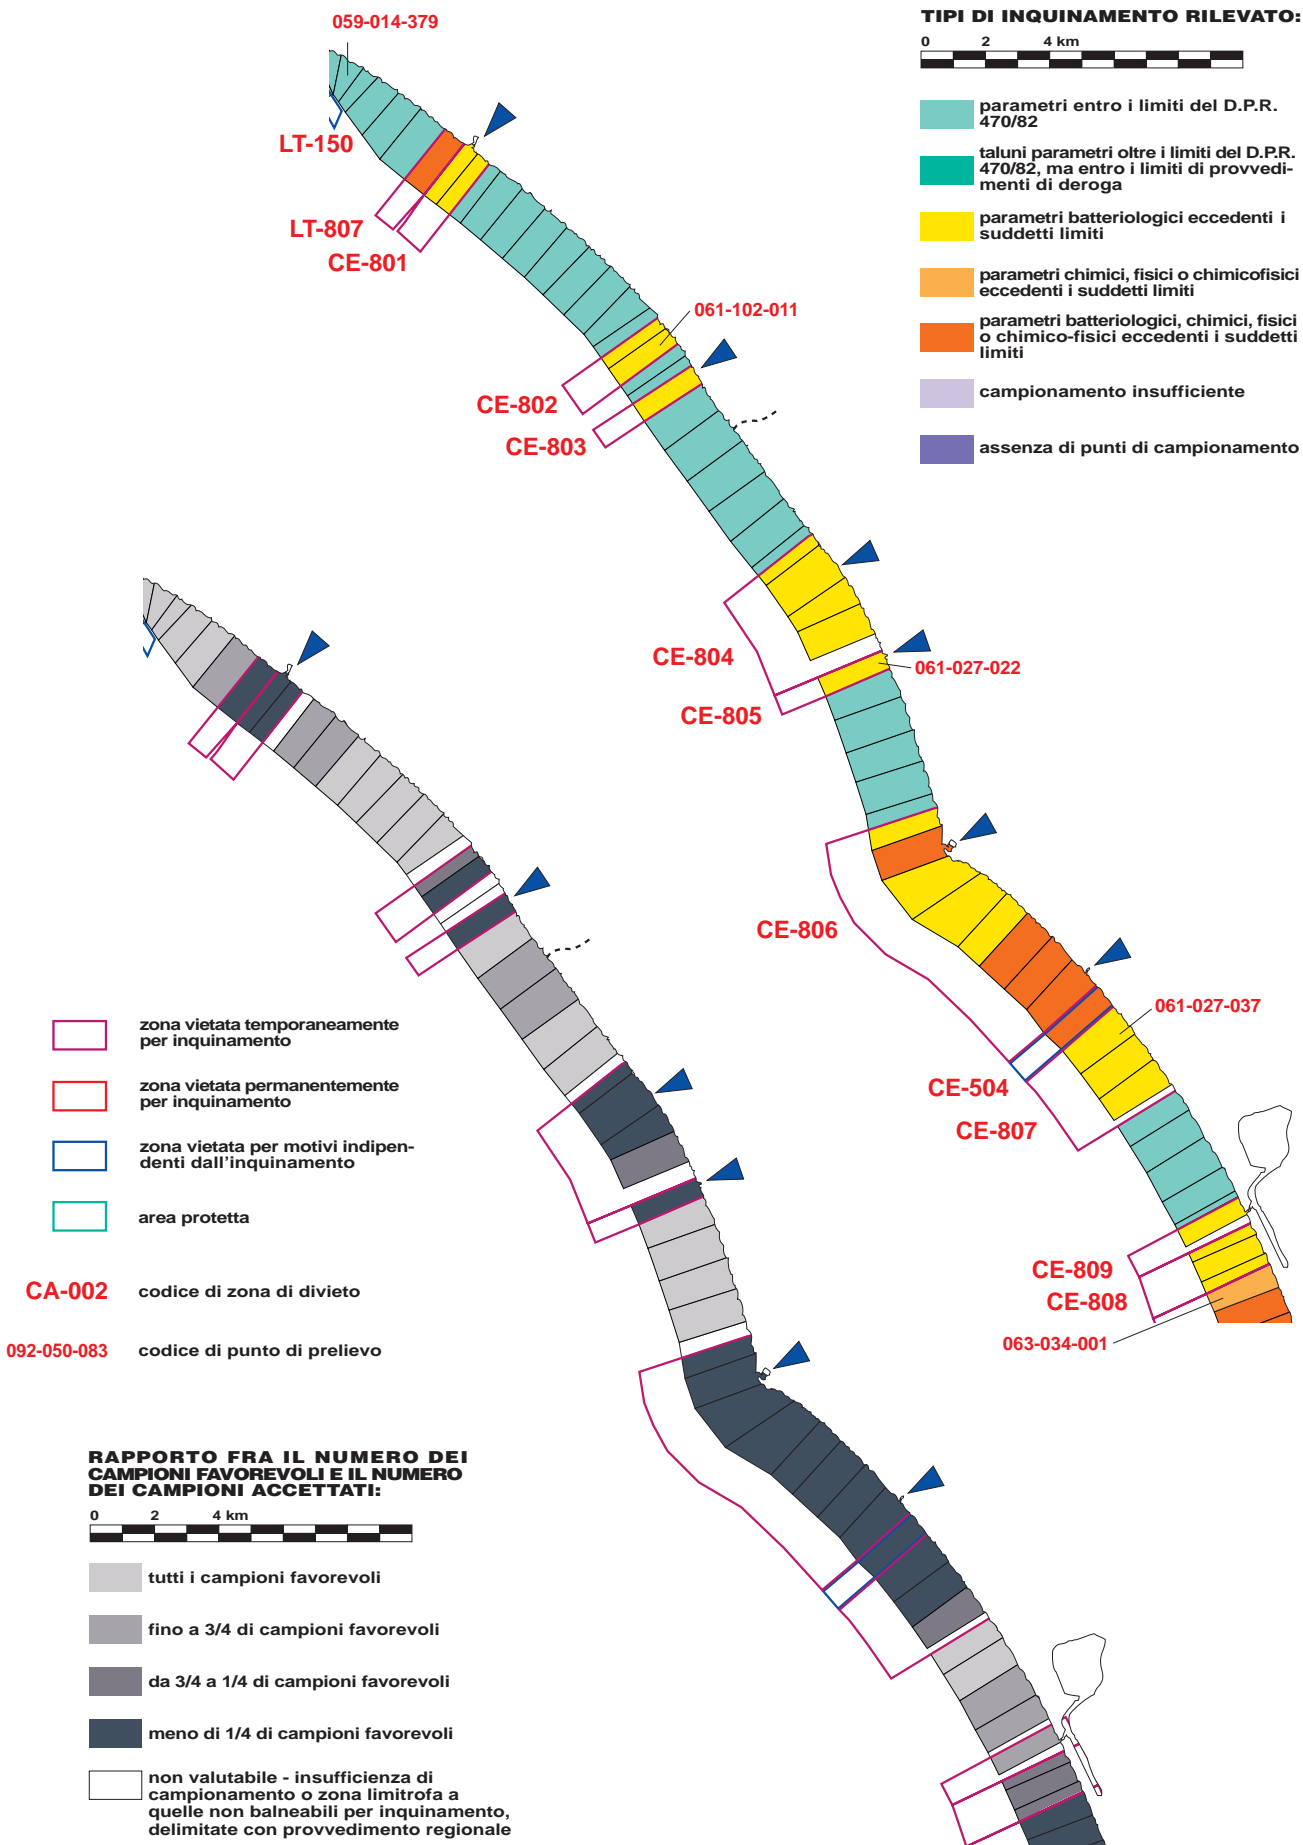 059-014-379
TIPI DI INQUINAMENTO RILEVATO:
0 2 4 km
parametri entro i limiti del D.P.R.
470/82
taluni parametri oltre i limiti del D.P.R.
470/82, ma entro i limiti di provvedi-
menti di deroga
parametri batteriologici eccedenti i
suddetti limiti
parametri chimici, fisici o chimicofisici
eccedenti i suddetti limiti
parametri batteriologici, chimici, fisici
o chimico-fisici eccedenti i suddetti
limiti
campionamento insufficiente
assenza di punti di campionamento
LT-150
LT-807
CE-801
061-102-011
CE-802
CE-803
CE-804
061-027-022
CE-805
CE-806
061-027-037
CE-504
CE-807
CE-809
CE-808
063-034-001
zona vietata temporaneamente
per inquinamento
zona vietata permanentemente
per inquinamento
zona vietata per motivi indipen-
denti dall'inquinamento
area protetta
CA-002 codice di zona di divieto
092-050-083 codice di punto di prelievo
RAPPORTO FRA IL NUMERO DEI
CAMPIONI FAVOREVOLI E IL NUMERO
DEI CAMPIONI ACCETTATI:
0 2 4 km
tutti i campioni favorevoli
fino a 3/4 di campioni favorevoli
da 3/4 a 1/4 di campioni favorevoli
meno di 1/4 di campioni favorevoli
non valutabile - insufficienza di
campionamento o zona limitrofa a
quelle non balneabili per inquinamento,
delimitate con provvedimento regionale